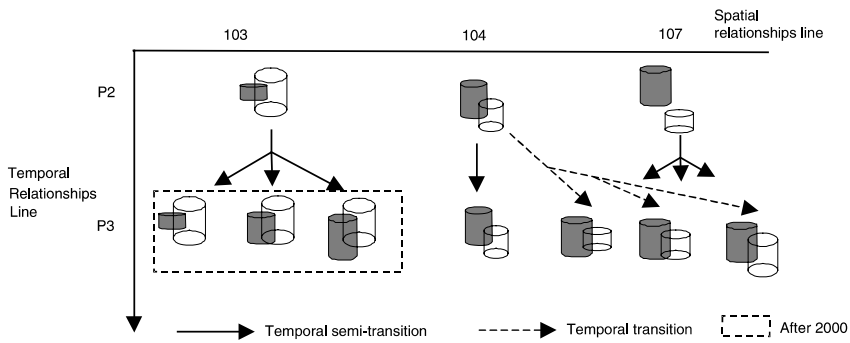 103 104 107 Spatial
relationships line
P2
Temporal
Relationships
Line
P3
Temporal semi-transition Temporal transition After 2000